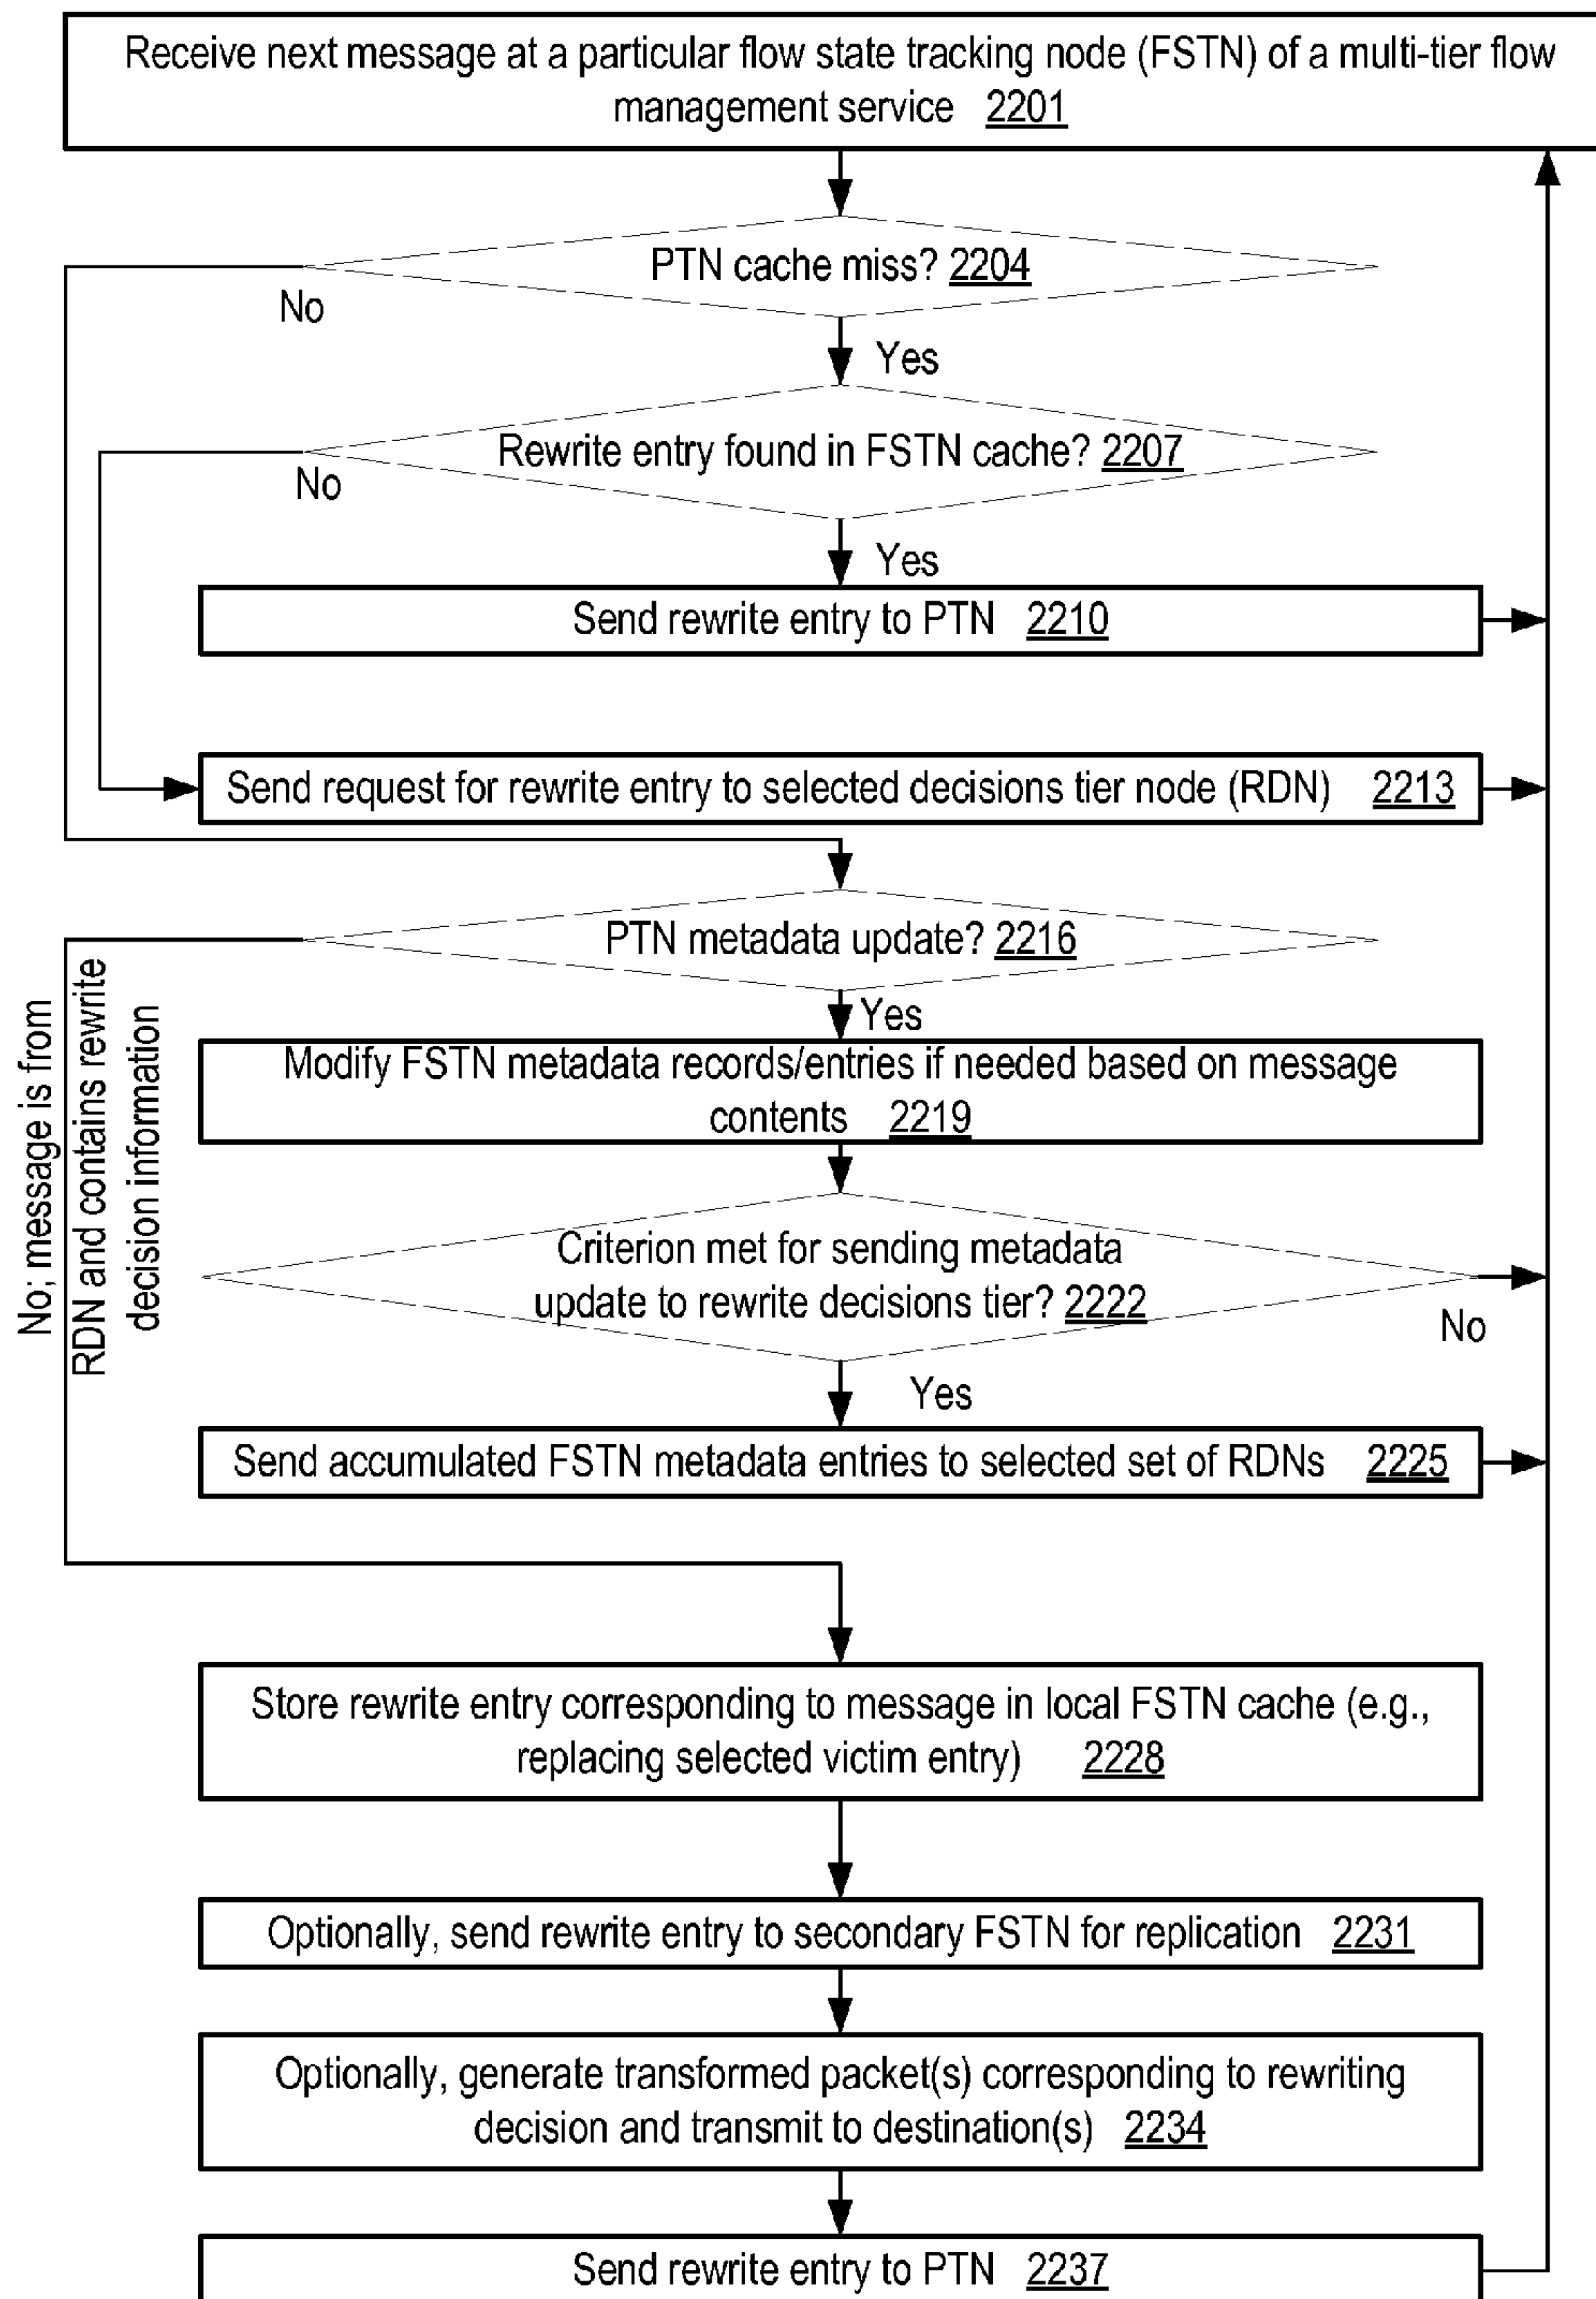 Receive next message at a particular flow state tracking node (FSTN) of a multi-tier flow
management service 2201
PTN cache miss? 2204
No
Yes
Rewrite entry found in FSTN cache? 2207
No
Yes
Send rewrite entry to PTN 2210
Send request for rewrite entry to selected decisions tier node (RDN) 2213
PTN metadata update? 2216
No; message is from
RDN and contains rewrite
decision information
Yes
Modify FSTN metadata records/entries if needed based on message
contents 2219
Criterion met for sending metadata
update to rewrite decisions tier? 2222
No
Yes
Send accumulated FSTN metadata entries to selected set of RDNs 2225
Store rewrite entry corresponding to message in local FSTN cache (e.g.,
replacing selected victim entry) 2228
Optionally, send rewrite entry to secondary FSTN for replication 2231
Optionally, generate transformed packet(s) corresponding to rewriting
decision and transmit to destination(s) 2234
Send rewrite entry to PTN 2237